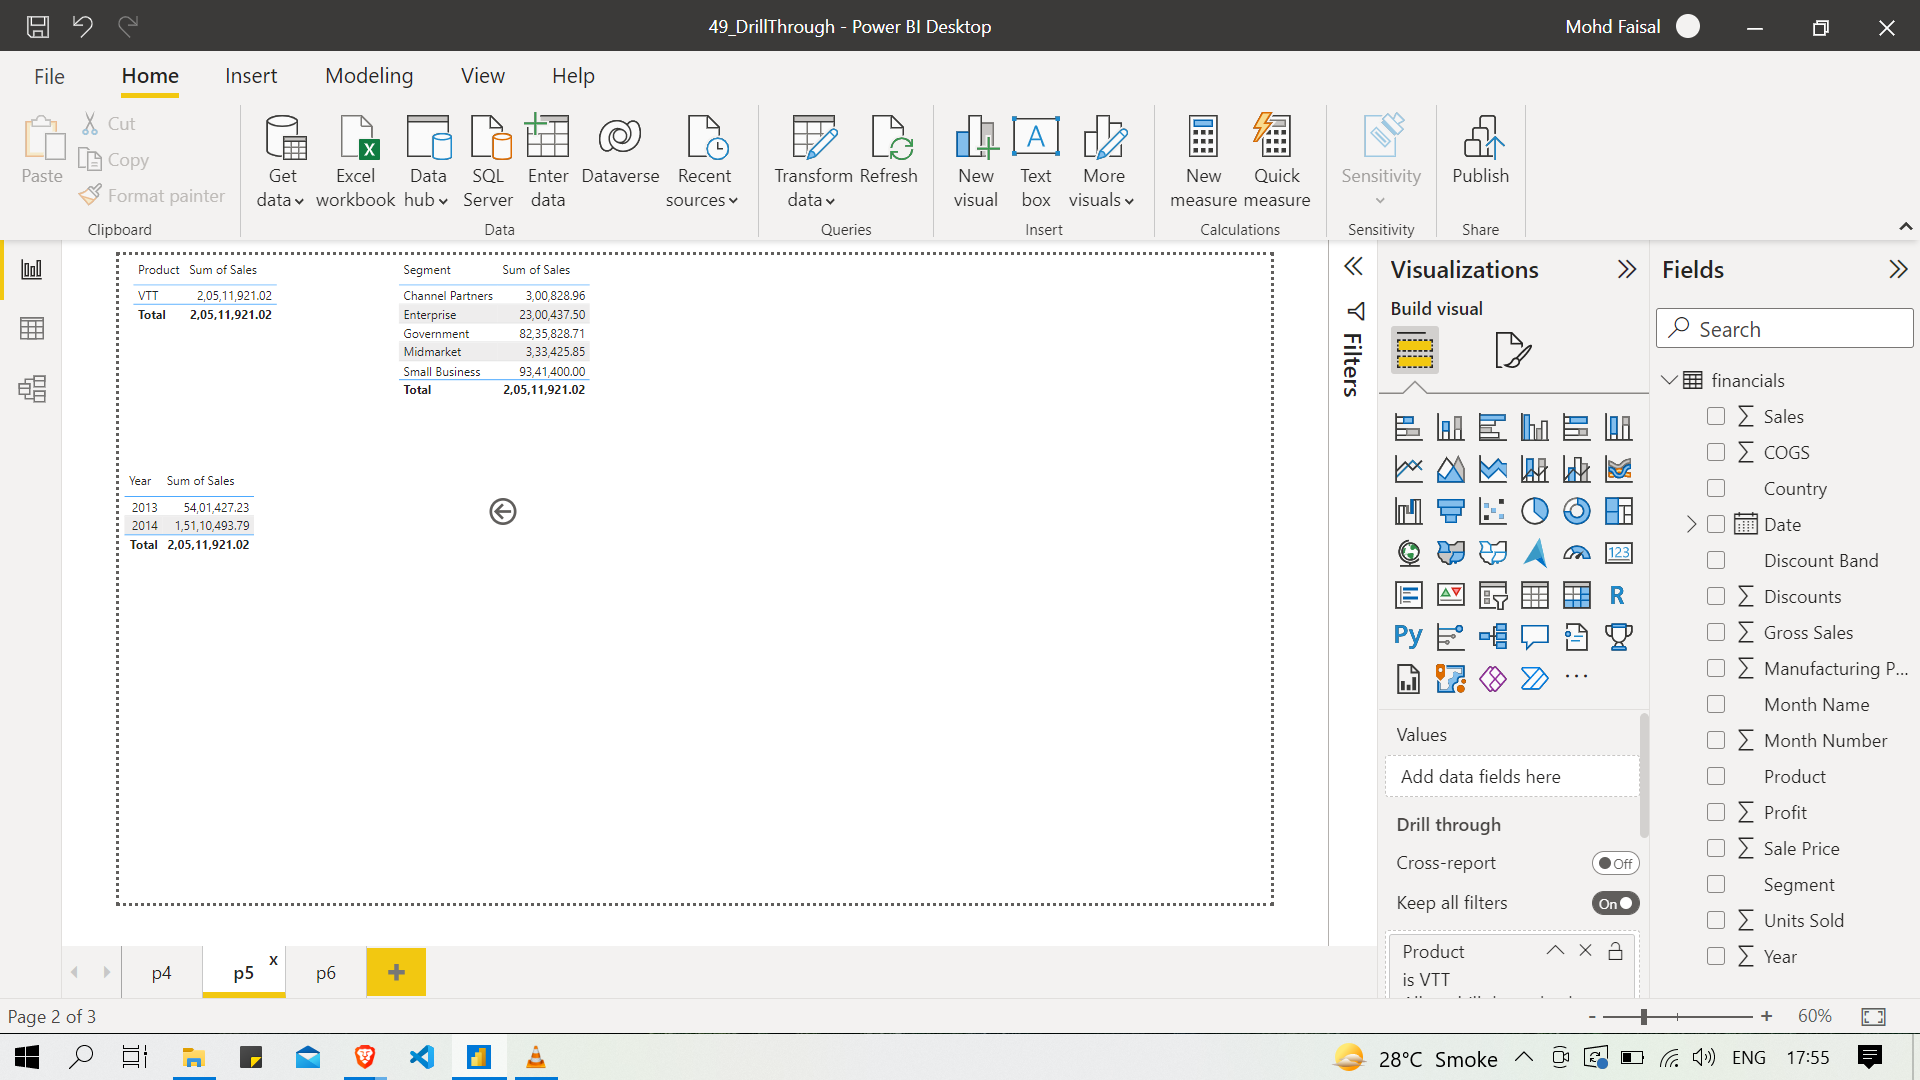 49_DrillThrough - Power BI Desktop
Mohd Faisal
File Home Insert Modeling View Help
Paste
Cut
Copy
Format painter
Clipboard
Get data
Excel workbook
Data hub
SQL Server
Enter data
Dataverse
Recent sources
Data
Transform data
Refresh
Queries
New visual
Text box
More visuals
Insert
New measure
Quick measure
Calculations
Sensitivity
Sensitivity
Publish
Share
Product Sum of Sales
VTT 2,05,11,921.02
Total 2,05,11,921.02
Segment Sum of Sales
Channel Partners 3,00,828.96
Enterprise 23,00,437.50
Government 82,35,828.71
Midmarket 3,33,425.85
Small Business 93,41,400.00
Total 2,05,11,921.02
Year Sum of Sales
2013 54,01,427.23
2014 1,51,10,493.79
Total 2,05,11,921.02
Filters
Visualizations
Build visual
123
R
Py
Values
Add data fields here
Drill through
Cross-report Off
Keep all filters On
Product
is VTT
Fields
Search
financials
Sales
COGS
Country
Date
Discount Band
Discounts
Gross Sales
Manufacturing P...
Month Name
Month Number
Product
Profit
Sale Price
Segment
Units Sold
Year
p4 p5 x p6 +
Page 2 of 3
- + 60%
28°C Smoke ENG 17:55